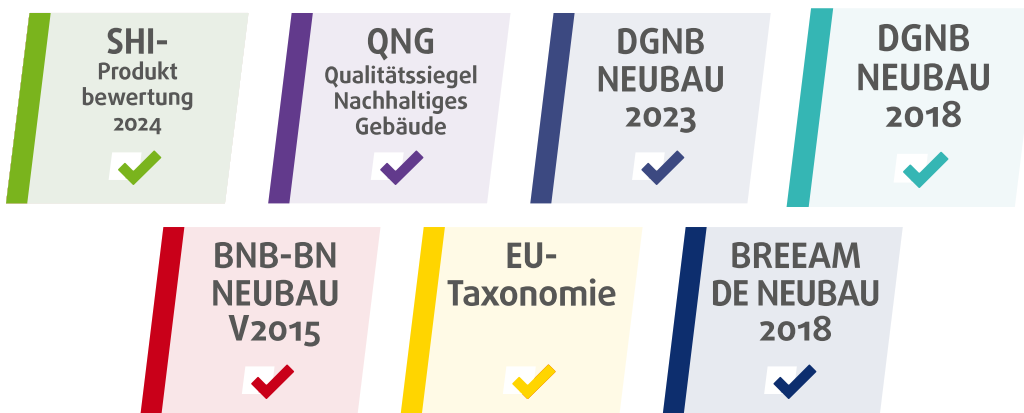 SHI-
Produkt
bewertung
2024
QNG
Qualitätssiegel
Nachhaltiges
Gebäude
DGNB
NEUBAU
2023
DGNB
NEUBAU
2018
BNB-BN
NEUBAU
V2015
EU-
Taxonomie
BREEAM
DE NEUBAU
2018